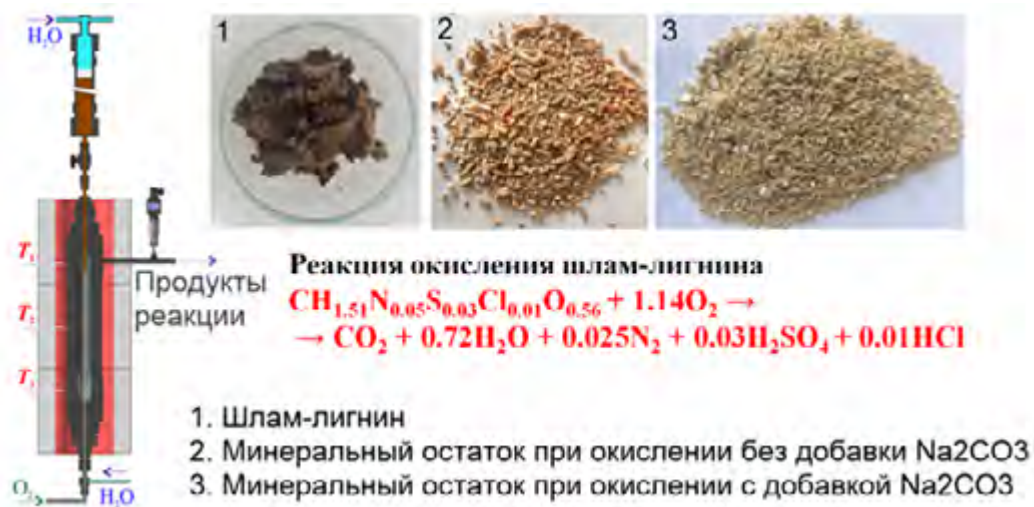 H₂O
1
2
3
T₁
T₂
T₃
Продукты
реакции
O₂
H₂O
Реакция окисления шлам-лигнина
CH₁.₅₁N₀.₀₅S₀.₀₃Cl₀.₀₁O₀.₅₆ + 1.14O₂ →
→ CO₂ + 0.72H₂O + 0.025N₂ + 0.03H₂SO₄ + 0.01HCl
1. Шлам-лигнин
2. Минеральный остаток при окислении без добавки Na2CO3
3. Минеральный остаток при окислении с добавкой Na2CO3